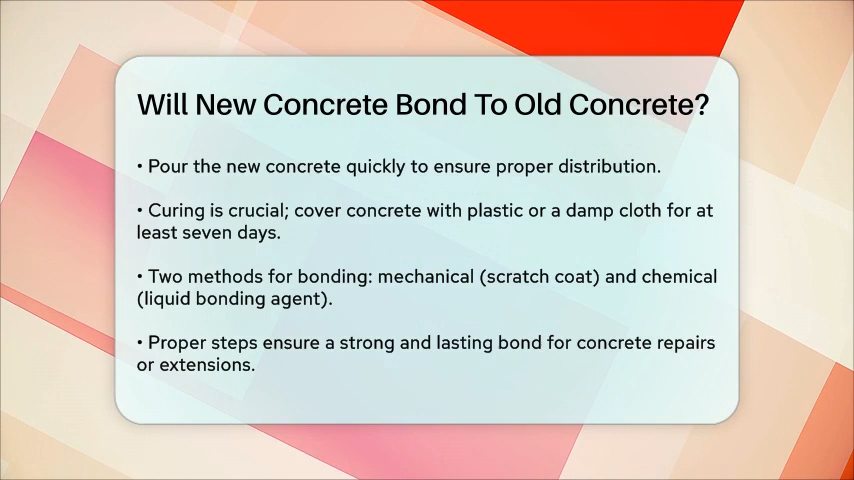 Will New Concrete Bond To Old Concrete?
• Pour the new concrete quickly to ensure proper distribution.
• Curing is crucial; cover concrete with plastic or a damp cloth for at
least seven days.
• Two methods for bonding: mechanical (scratch coat) and chemical
(liquid bonding agent).
• Proper steps ensure a strong and lasting bond for concrete repairs
or extensions.